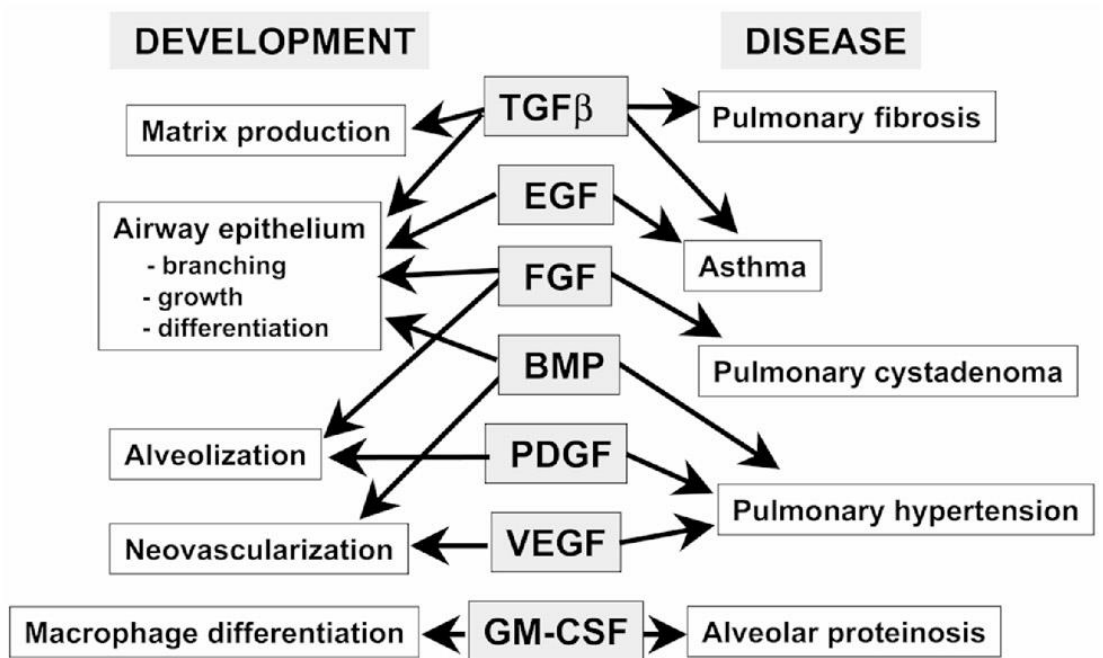 DEVELOPMENT
DISEASE
TGFβ
Matrix production
Pulmonary fibrosis
EGF
Airway epithelium
- branching
- growth
- differentiation
Asthma
FGF
BMP
Pulmonary cystadenoma
Alveolization
PDGF
Pulmonary hypertension
Neovascularization
VEGF
Macrophage differentiation
GM-CSF
Alveolar proteinosis